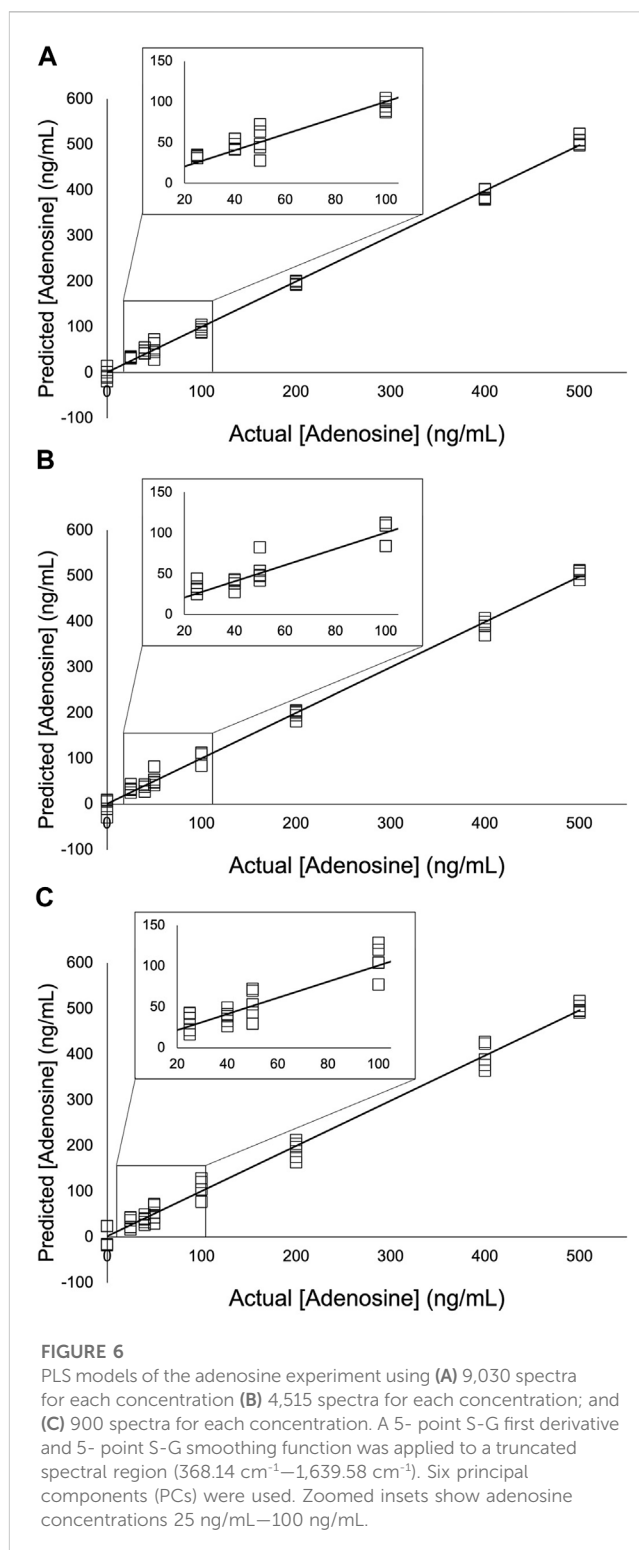 A
150
100
50
0
20 40 60 80 100
600
500
400
300
200
100
0
-100
0 100 200 300 400 500
Predicted [Adenosine] (ng/mL)
Actual [Adenosine] (ng/mL)
B
150
100
50
0
20 40 60 80 100
600
500
400
300
200
100
0
-100
0 100 200 300 400 500
Predicted [Adenosine] (ng/mL)
Actual [Adenosine] (ng/mL)
C
150
100
50
0
20 40 60 80 100
600
500
400
300
200
100
0
-100
0 100 200 300 400 500
Predicted [Adenosine] (ng/mL)
Actual [Adenosine] (ng/mL)
FIGURE 6
PLS models of the adenosine experiment using (A) 9,030 spectra
for each concentration (B) 4,515 spectra for each concentration; and
(C) 900 spectra for each concentration. A 5- point S-G first derivative
and 5- point S-G smoothing function was applied to a truncated
spectral region (368.14 cm⁻¹—1,639.58 cm⁻¹). Six principal
components (PCs) were used. Zoomed insets show adenosine
concentrations 25 ng/mL—100 ng/mL.